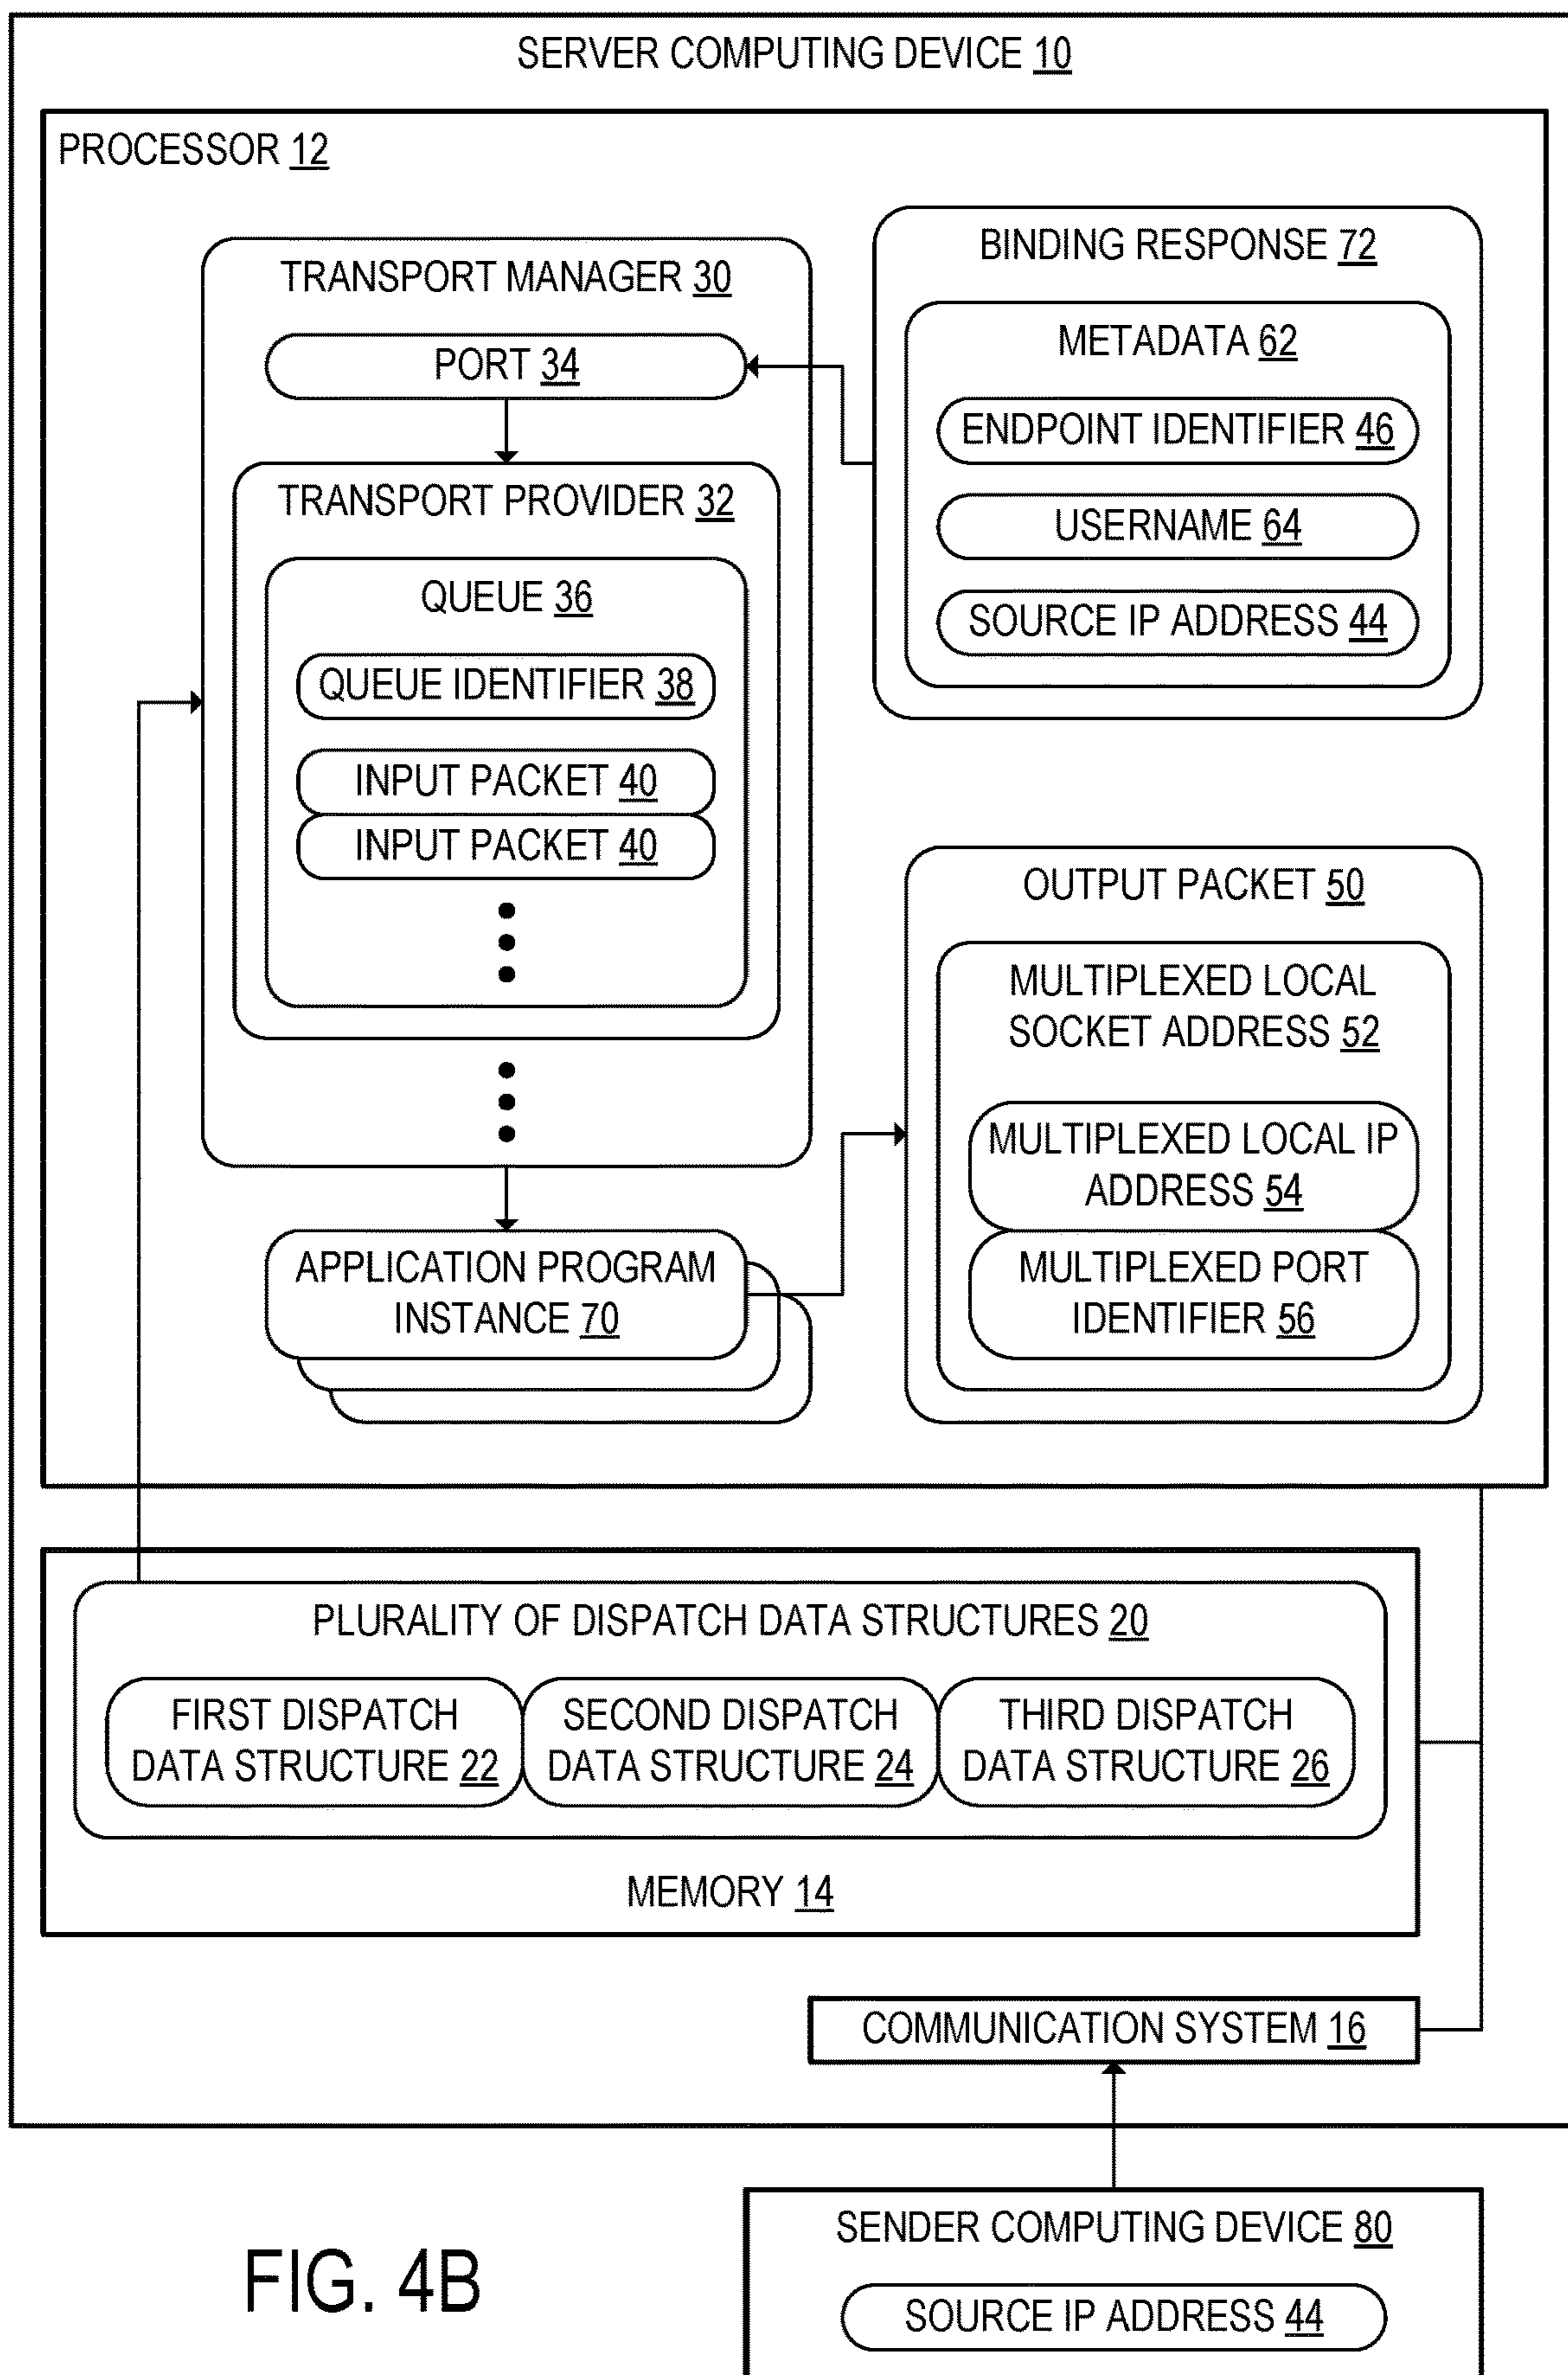 SERVER COMPUTING DEVICE 10
PROCESSOR 12
TRANSPORT MANAGER 30
PORT 34
TRANSPORT PROVIDER 32
QUEUE 36
QUEUE IDENTIFIER 38
INPUT PACKET 40
INPUT PACKET 40
APPLICATION PROGRAM
INSTANCE 70
BINDING RESPONSE 72
METADATA 62
ENDPOINT IDENTIFIER 46
USERNAME 64
SOURCE IP ADDRESS 44
OUTPUT PACKET 50
MULTIPLEXED LOCAL
SOCKET ADDRESS 52
MULTIPLEXED LOCAL IP
ADDRESS 54
MULTIPLEXED PORT
IDENTIFIER 56
PLURALITY OF DISPATCH DATA STRUCTURES 20
FIRST DISPATCH
DATA STRUCTURE 22
SECOND DISPATCH
DATA STRUCTURE 24
THIRD DISPATCH
DATA STRUCTURE 26
MEMORY 14
COMMUNICATION SYSTEM 16
SENDER COMPUTING DEVICE 80
SOURCE IP ADDRESS 44
FIG. 4B